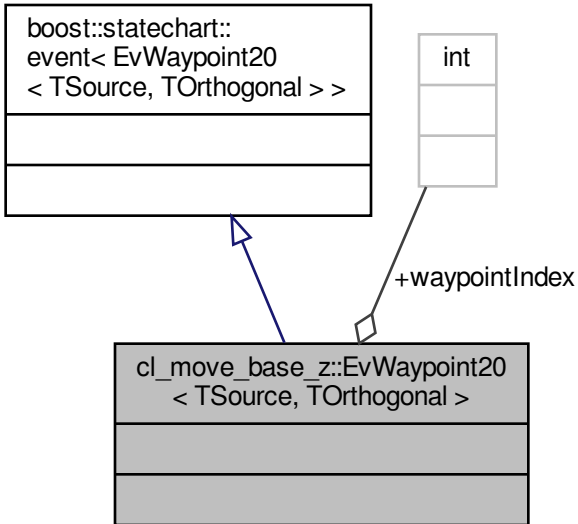 boost::statechart::
event< EvWaypoint20
< TSource, TOrthogonal > >
int
+waypointIndex
cl_move_base_z::EvWaypoint20
< TSource, TOrthogonal >